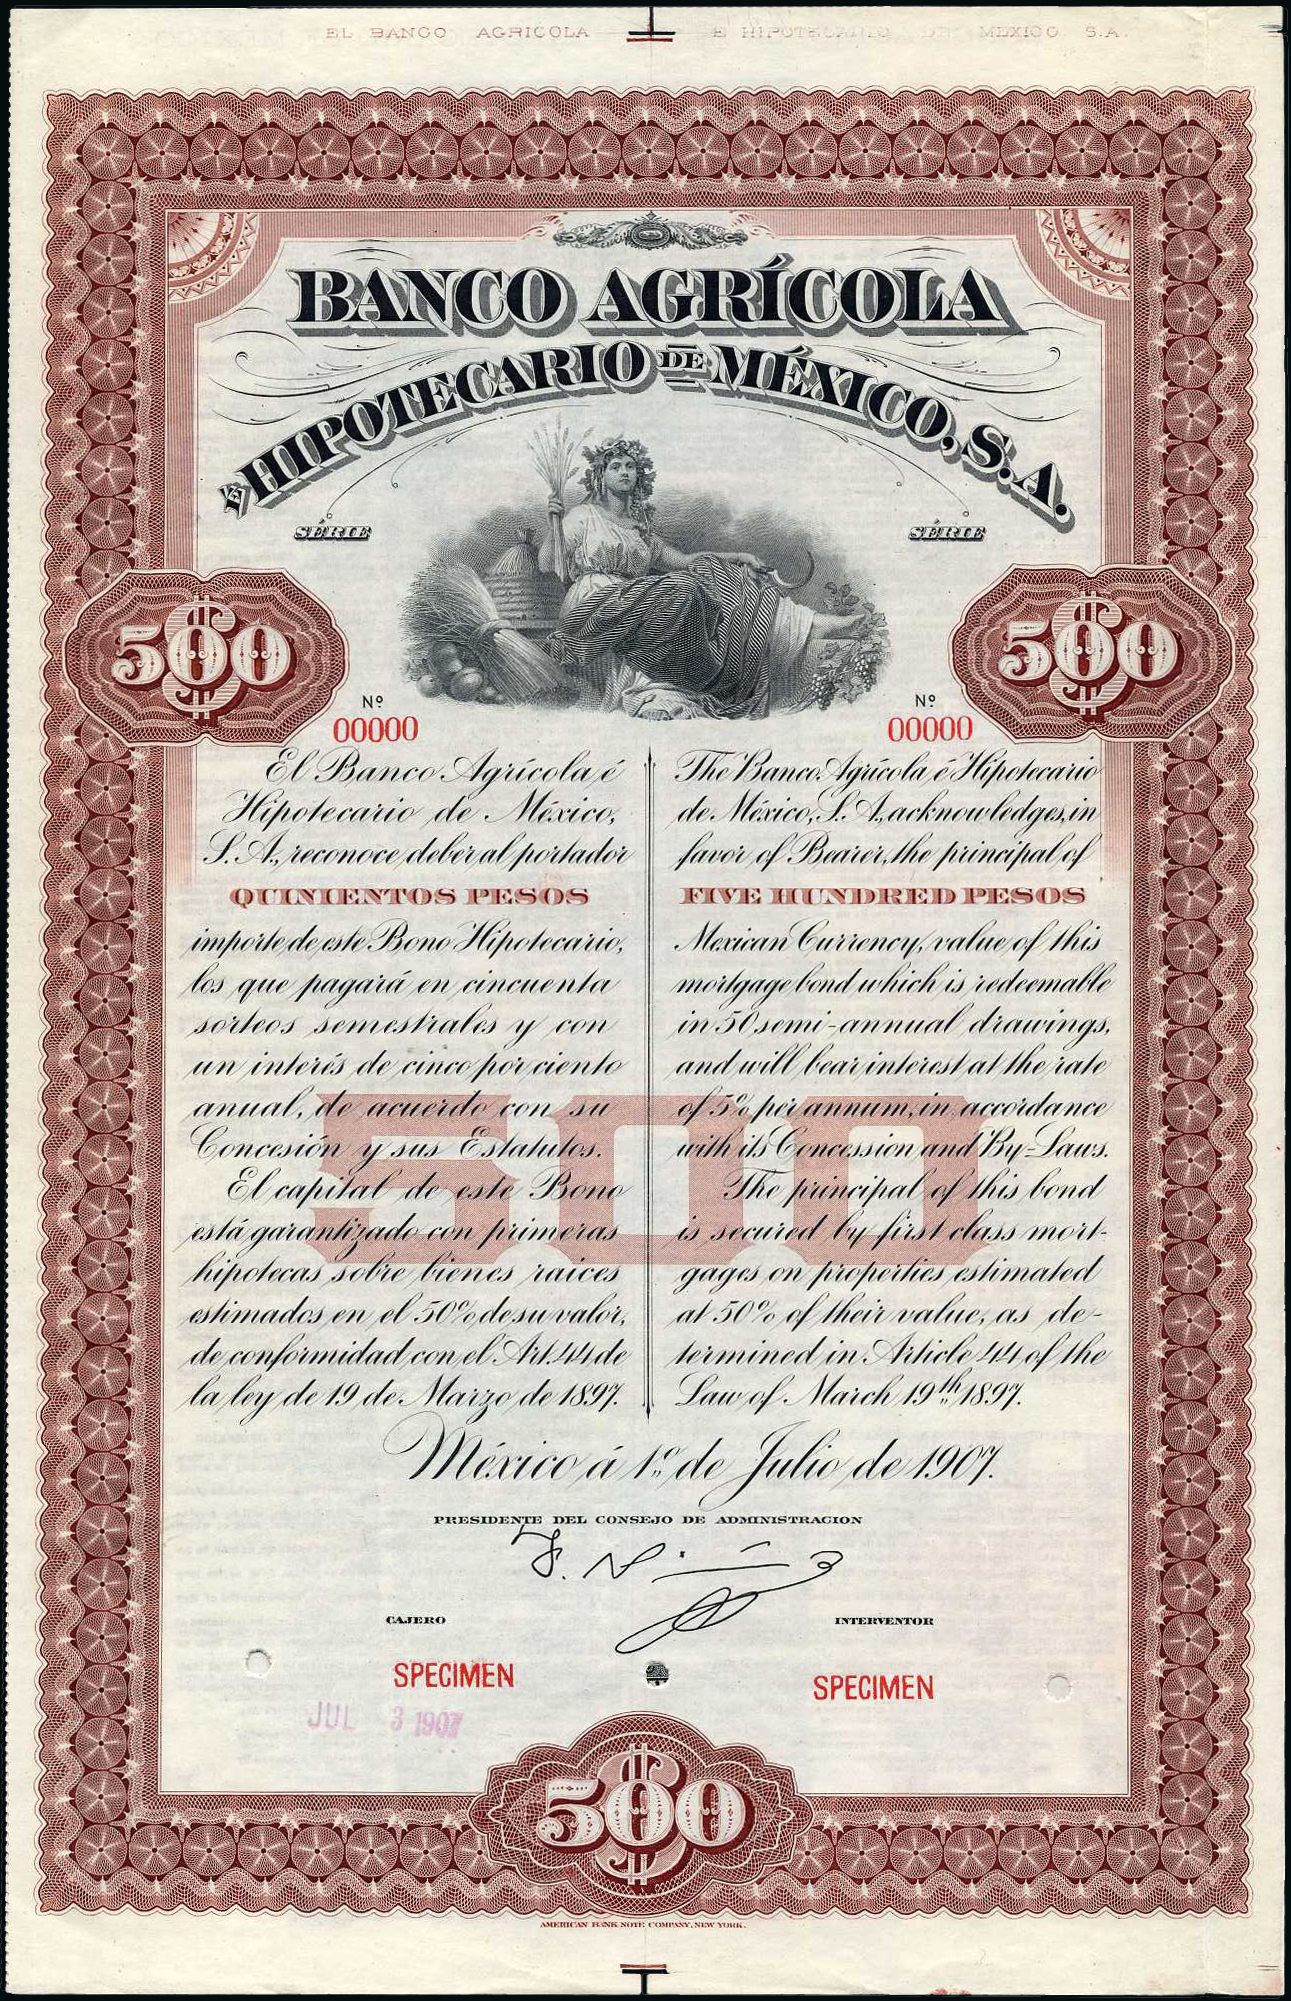 EL BANCO AGRICOLA E HIPOTECARIO DE MEXICO S.A.
BANCO AGRÍCOLA
É HIPOTECARIO DE MÉXICO, S.A.
SÉRIE
SÉRIE
500
500
Nº
00000
Nº
00000
El Banco Agrícola é
Hipotecario de México,
S. A., reconoce deber al portador
QUINIENTOS PESOS
importe de este Bono Hipotecario,
los que pagará en cincuenta
sorteos semestrales y con
un interés de cinco por ciento
anual, de acuerdo con su
Concesión y sus Estatutos.
El capital de este Bono
está garantizado con primeras
hipotecas sobre bienes raíces
estimados en el 50% de su valor,
de conformidad con el Art. 44 de
la ley de 19 de Marzo de 1897.
The Banco Agrícola é Hipotecario
de México, S. A., acknowledges, in
favor of Bearer, the principal of
FIVE HUNDRED PESOS
Mexican Currency, value of this
mortgage bond which is redeemable
in 50 semi-annual drawings,
and will bear interest at the rate
of 5% per annum, in accordance
with its Concession and By-Laws.
The principal of this bond
is secured by first class mort-
gages on properties estimated
at 50% of their value, as de-
termined in Article 44 of the
Law of March 19th 1897.
500
México á 1º de Julio de 1907.
PRESIDENTE DEL CONSEJO DE ADMINISTRACION
CAJERO
INTERVENTOR
SPECIMEN
SPECIMEN
JUL 3 1907
$500
AMERICAN BANK NOTE COMPANY, NEW YORK.